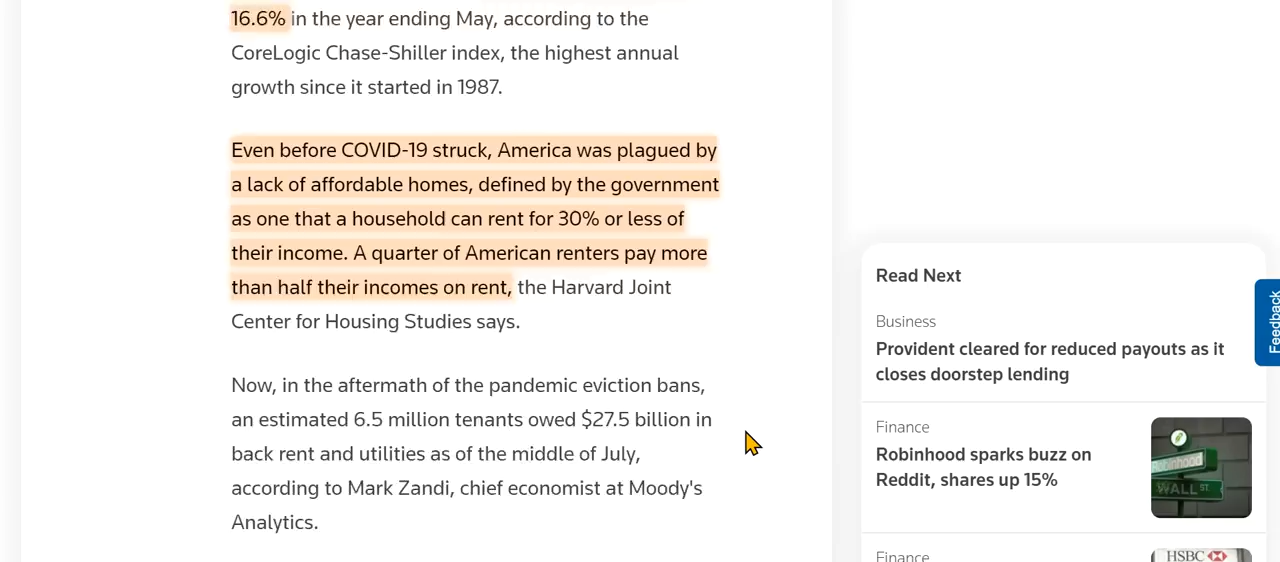 16.6% in the year ending May, according to the
CoreLogic Chase-Shiller index, the highest annual
growth since it started in 1987.
Even before COVID-19 struck, America was plagued by
a lack of affordable homes, defined by the government
as one that a household can rent for 30% or less of
their income. A quarter of American renters pay more
than half their incomes on rent, the Harvard Joint
Center for Housing Studies says.
Now, in the aftermath of the pandemic eviction bans,
an estimated 6.5 million tenants owed $27.5 billion in
back rent and utilities as of the middle of July,
according to Mark Zandi, chief economist at Moody's
Analytics.
Read Next
Business
Provident cleared for reduced payouts as it
closes doorstep lending
Finance
Robinhood sparks buzz on
Reddit, shares up 15%
Robinhood
WALL ST
Finance
HSBC
Feedback